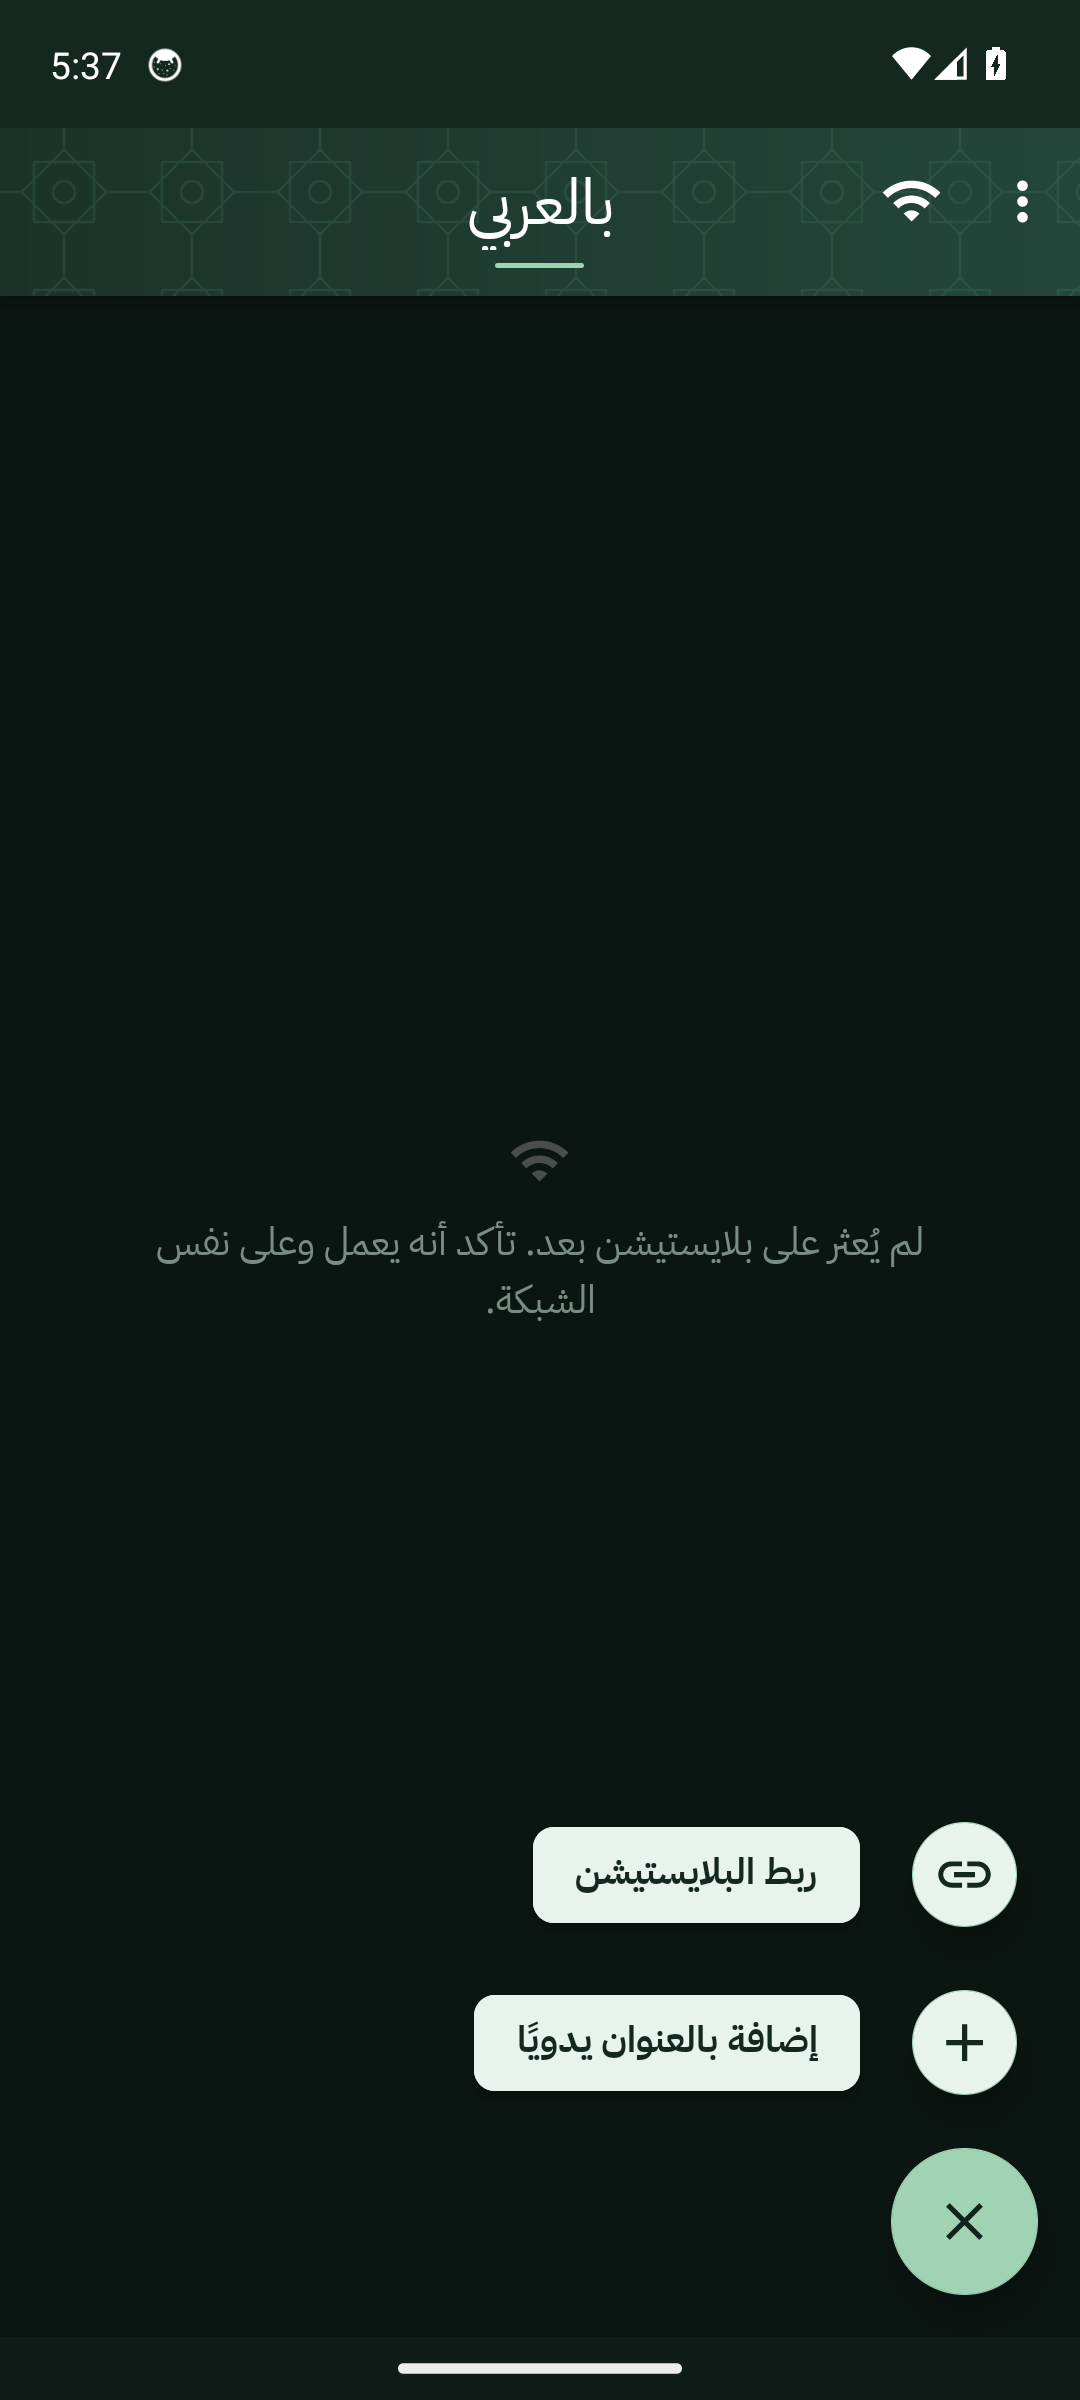 5:37
بالعربي
لم يُعثر على بلايستيشن بعد. تأكد أنه يعمل وعلى نفس
الشبكة.
ربط البلايستيشن
إضافة بالعنوان يدويًا